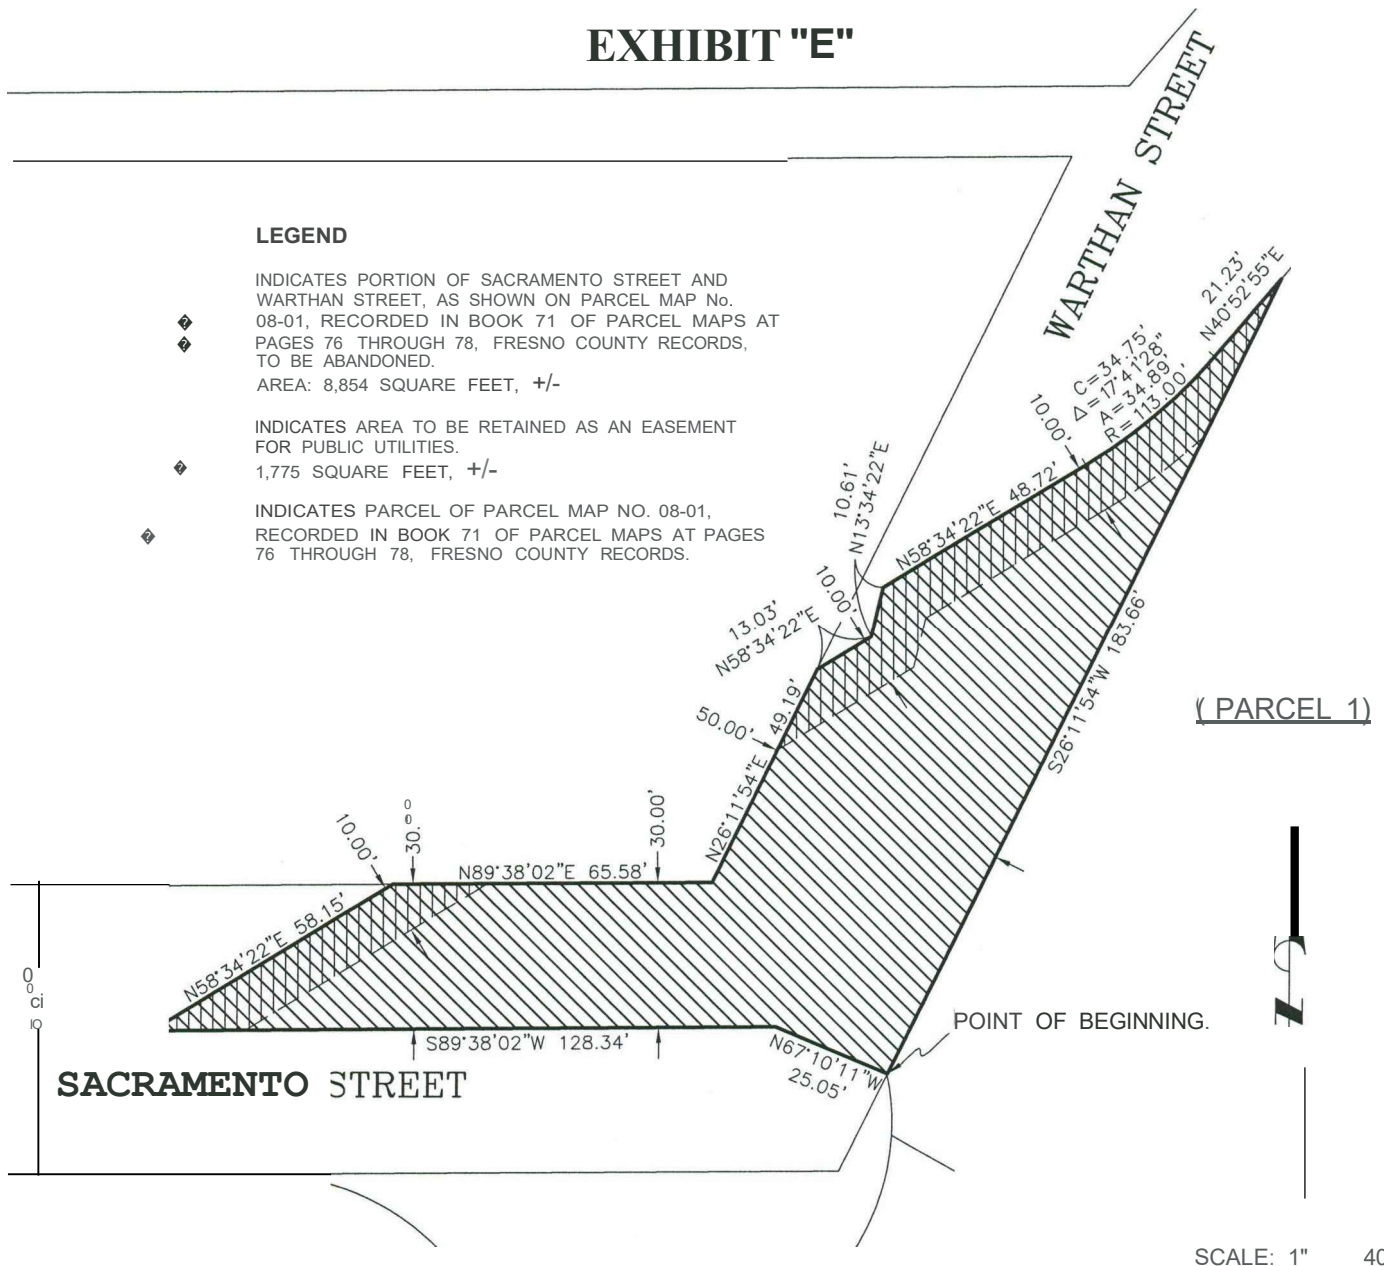 EXHIBIT "E"
WARTHAN STREET
LEGEND
INDICATES PORTION OF SACRAMENTO STREET AND
WARTHAN STREET, AS SHOWN ON PARCEL MAP No.
08-01, RECORDED IN BOOK 71 OF PARCEL MAPS AT
PAGES 76 THROUGH 78, FRESNO COUNTY RECORDS,
TO BE ABANDONED.
AREA: 8,854 SQUARE FEET, +/-
INDICATES AREA TO BE RETAINED AS AN EASEMENT
FOR PUBLIC UTILITIES.
1,775 SQUARE FEET, +/-
INDICATES PARCEL OF PARCEL MAP NO. 08-01,
RECORDED IN BOOK 71 OF PARCEL MAPS AT PAGES
76 THROUGH 78, FRESNO COUNTY RECORDS.
21.23'
N40°52'55"E
C=34.75'
Δ=17°41'28"
A=34.89'
R=113.00'
10.00'
N58°34'22"E 48.72'
10.61'
N13°34'22"E
10.00'
13.03'
N58°34'22"E
50.00'
N26°11'54"E 49.19'
S26°11'54"W 183.66'
( PARCEL 1)
10.00'
30.00
30.00'
N89°38'02"E 65.58'
N58°34'22"E 58.15'
S89°38'02"W 128.34'
N67°10'11"W
25.05'
POINT OF BEGINNING.
SACRAMENTO STREET
SCALE: 1" 40